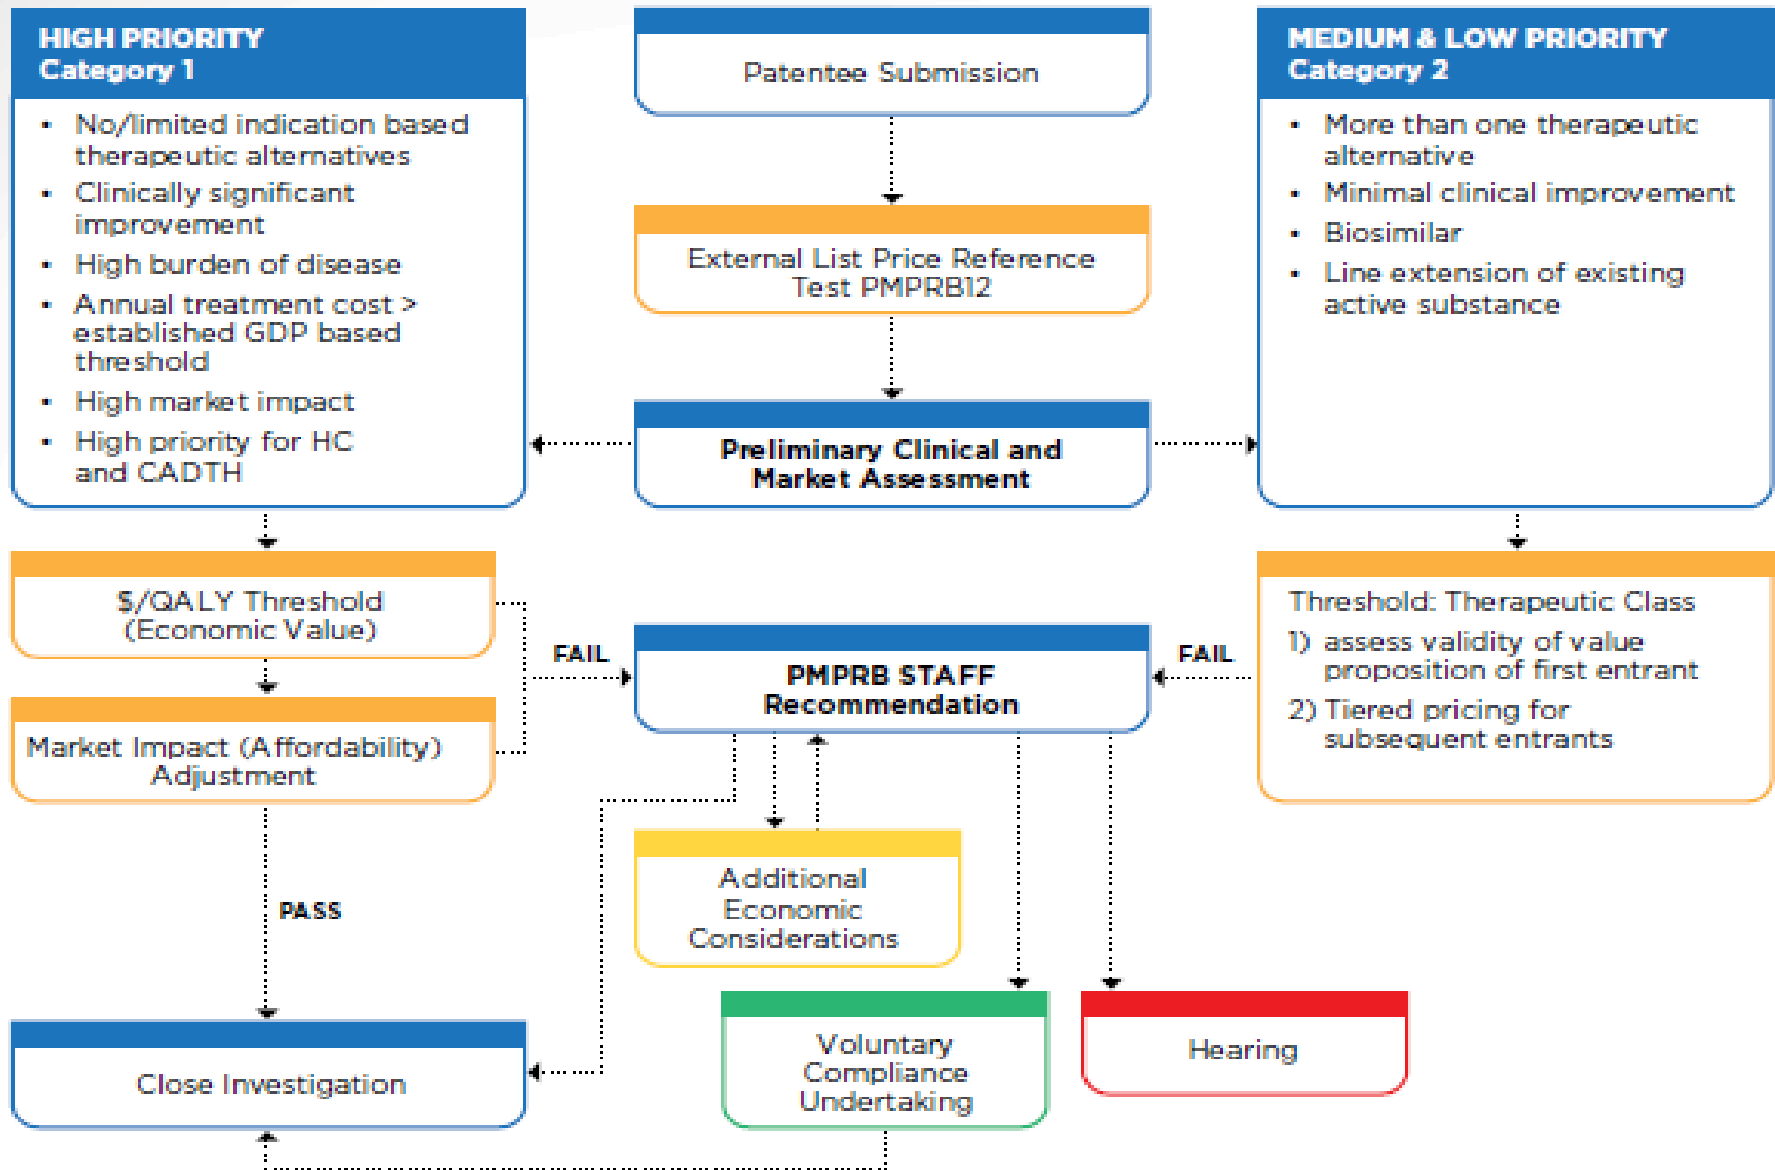 HIGH PRIORITY
Category 1
• No/limited indication based
therapeutic alternatives
• Clinically significant
improvement
• High burden of disease
• Annual treatment cost >
established GDP based
threshold
• High market impact
• High priority for HC
and CADTH
Patentee Submission
External List Price Reference
Test PMPRB12
Preliminary Clinical and
Market Assessment
MEDIUM & LOW PRIORITY
Category 2
• More than one therapeutic
alternative
• Minimal clinical improvement
• Biosimilar
• Line extension of existing
active substance
$/QALY Threshold
(Economic Value)
Market Impact (Affordability)
Adjustment
FAIL
PMPRB STAFF
Recommendation
FAIL
Threshold: Therapeutic Class
1) assess validity of value
proposition of first entrant
2) Tiered pricing for
subsequent entrants
PASS
Additional
Economic
Considerations
Close Investigation
Voluntary
Compliance
Undertaking
Hearing